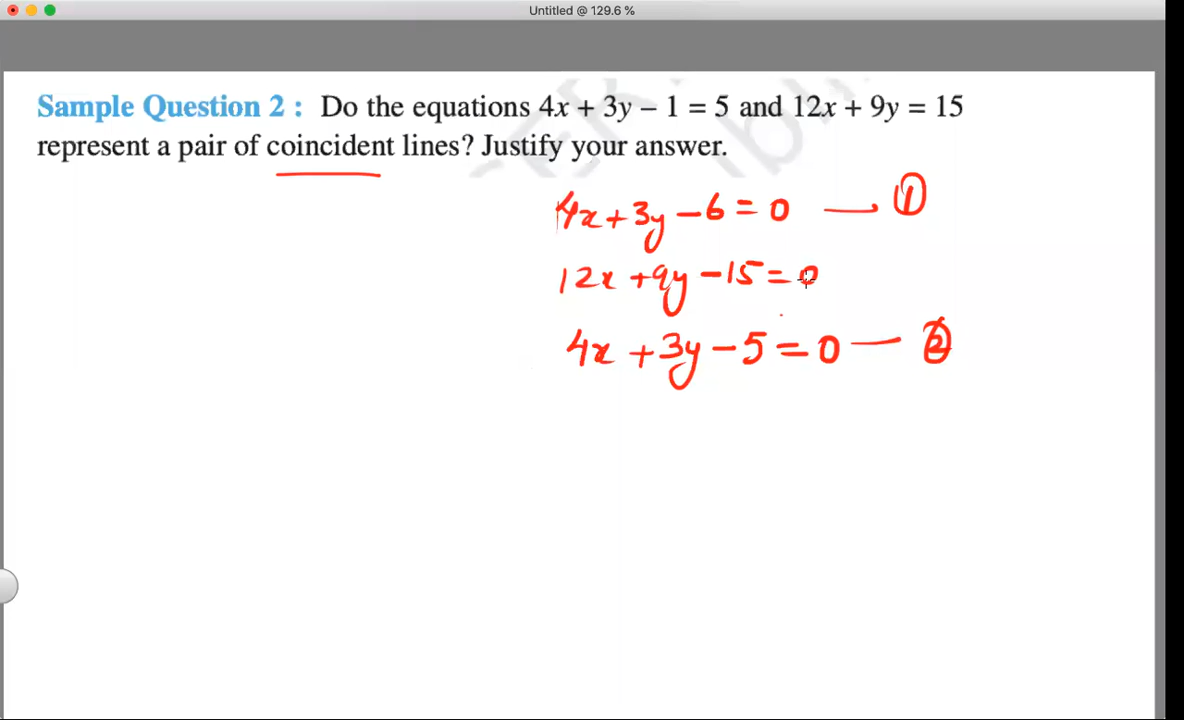 Untitled @ 129.6 %
Sample Question 2 : Do the equations 4x + 3y – 1 = 5 and 12x + 9y = 15
represent a pair of coincident lines? Justify your answer.
4x+3y-6=0 — ①
12x+9y-15=0
4x+3y-5=0 — ②